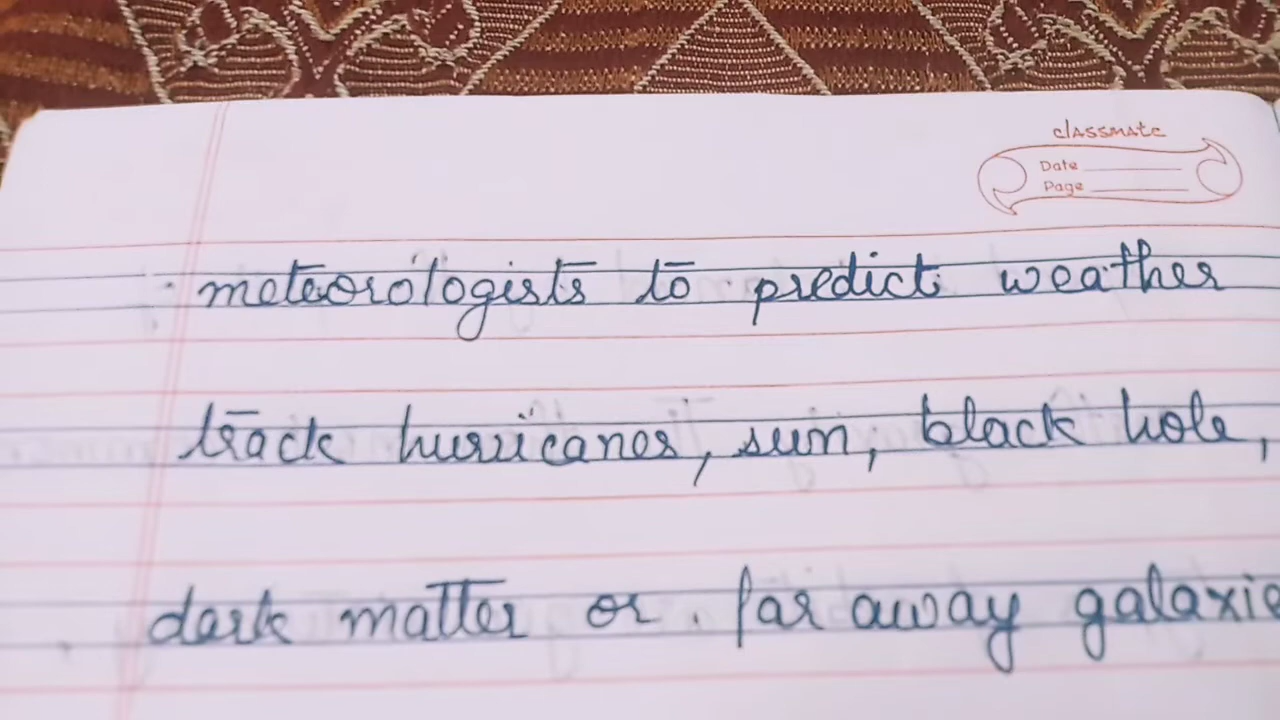 classmate
Date
Page
meteorologists to predict weather
track hurricanes, sun, black hole,
dark matter or far away galaxie